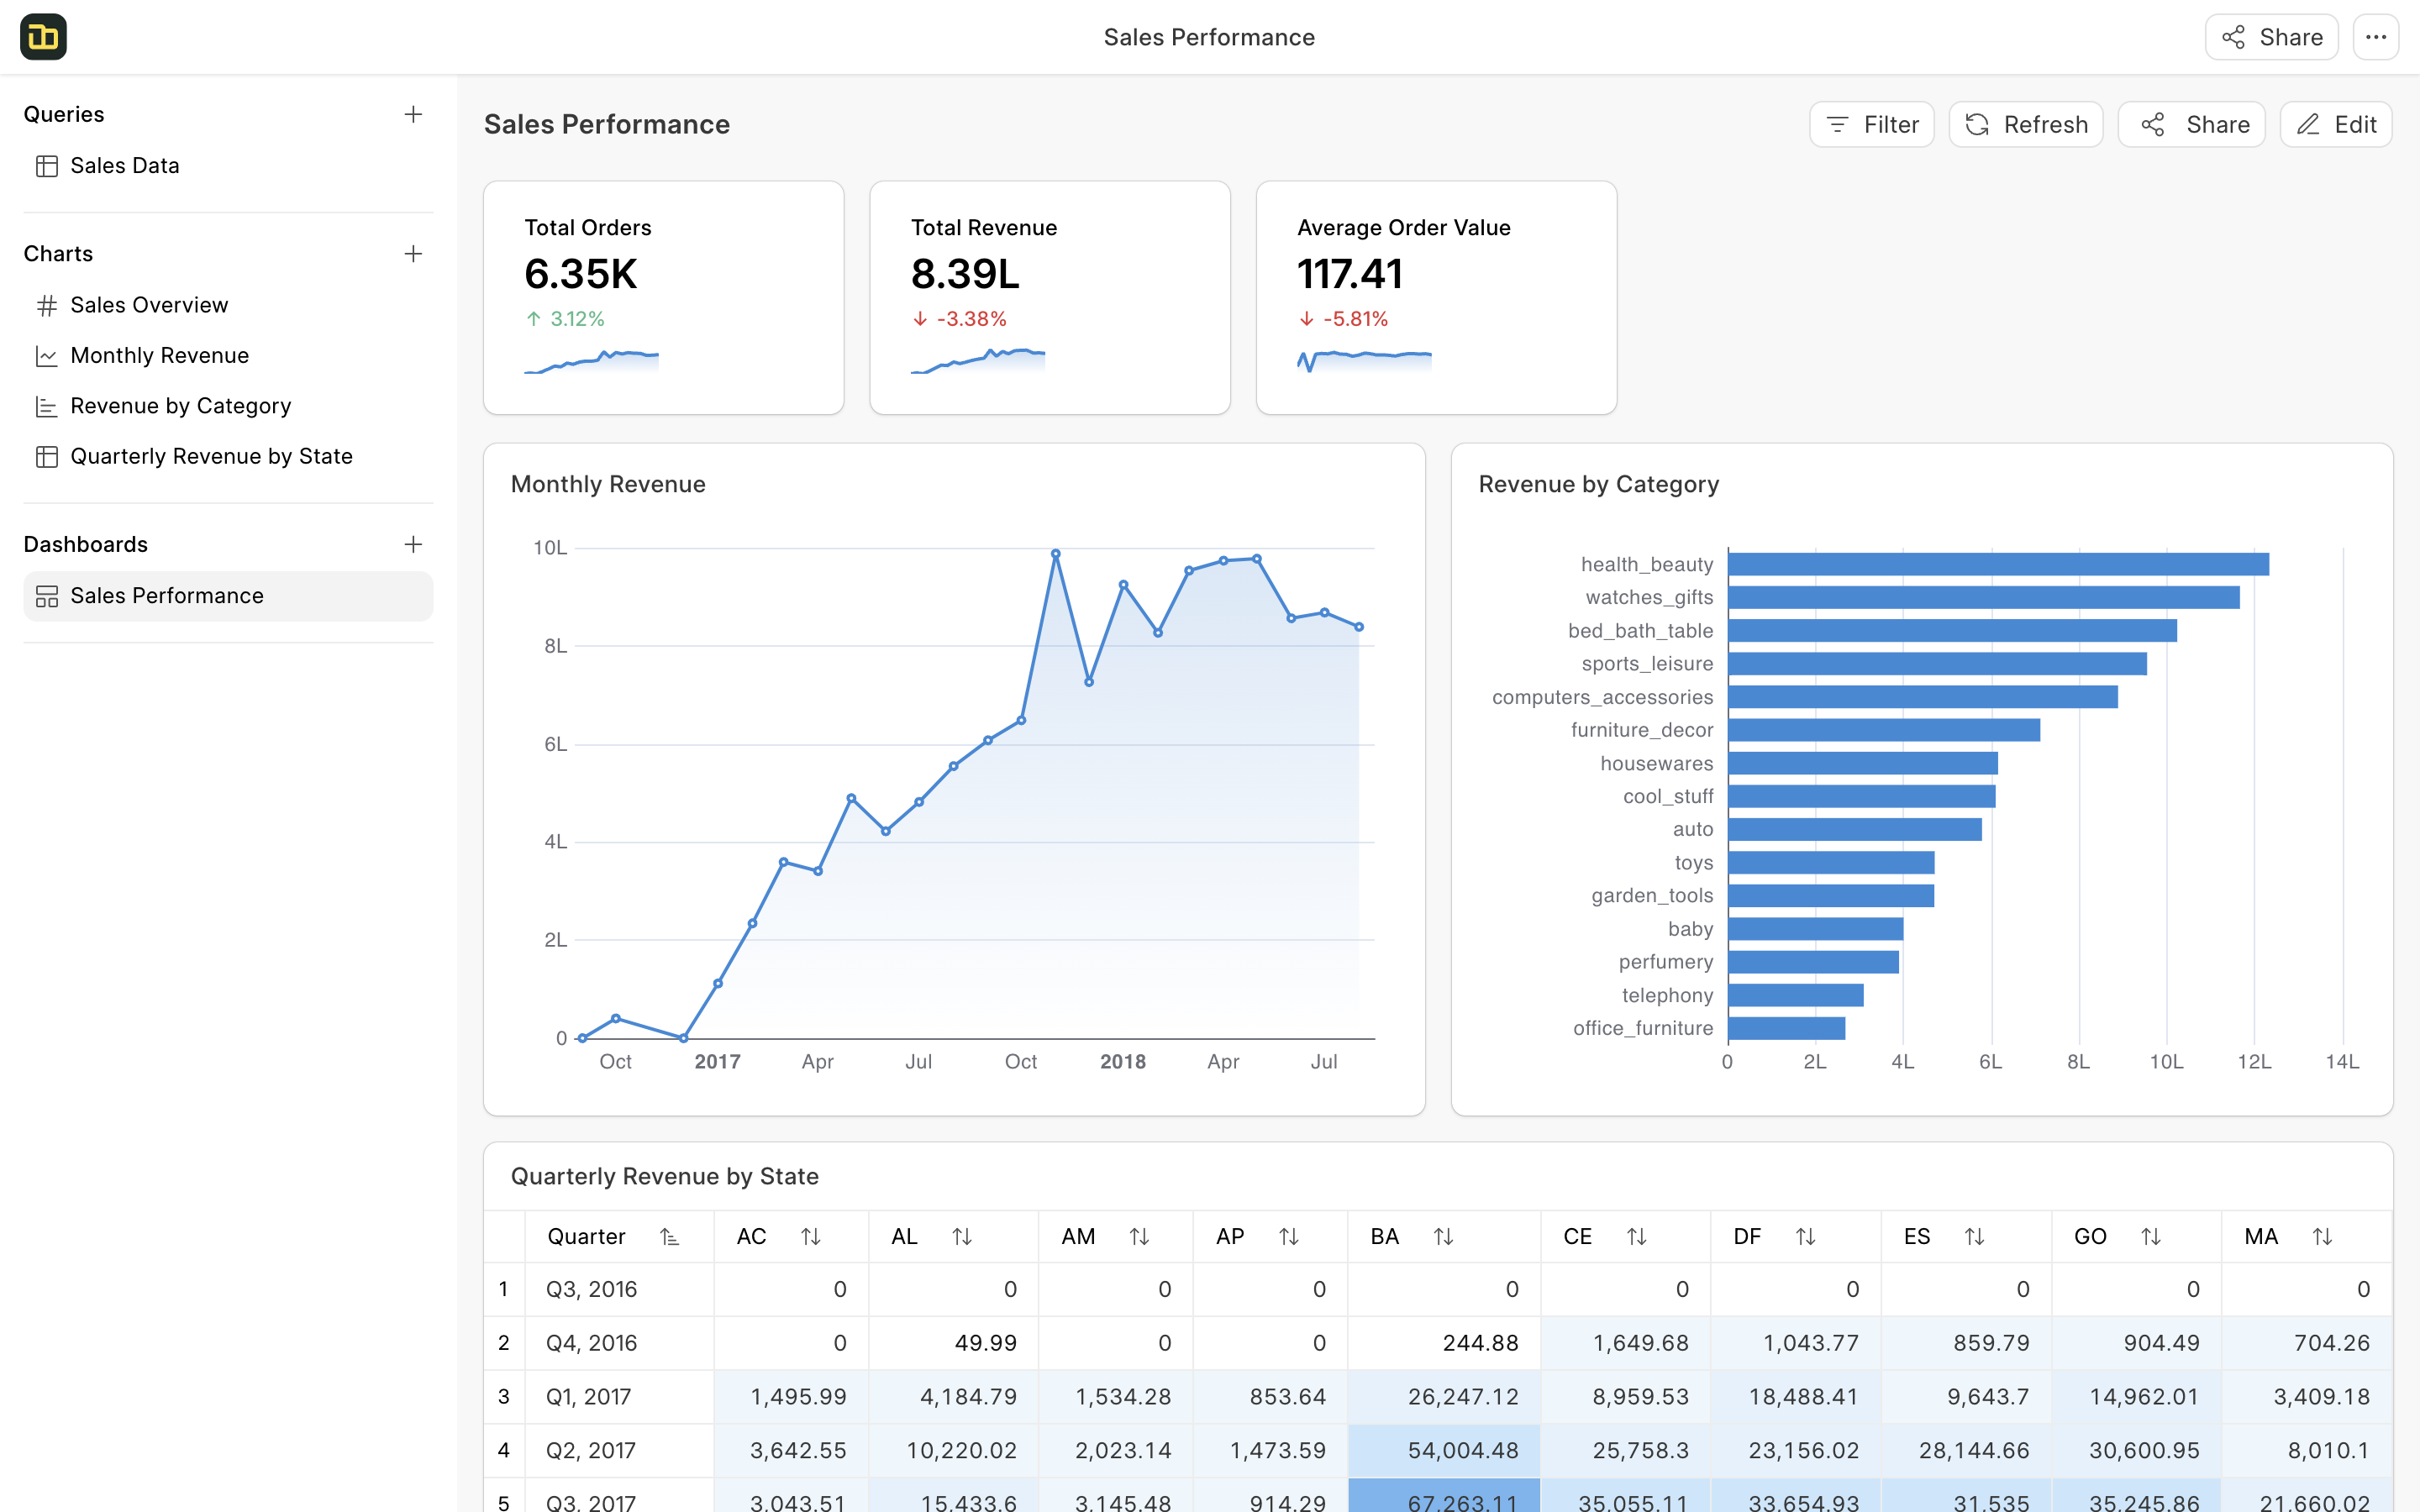 Sales Performance
Share
Queries
Sales Data
Charts
Sales Overview
Monthly Revenue
Revenue by Category
Quarterly Revenue by State
Dashboards
Sales Performance
Sales Performance
Filter
Refresh
Share
Edit
Total Orders
6.35K
3.12%
Total Revenue
8.39L
-3.38%
Average Order Value
117.41
-5.81%
Monthly Revenue
10L
8L
6L
4L
2L
0
Oct 2017 Apr Jul Oct 2018 Apr Jul
Revenue by Category
health_beauty
watches_gifts
bed_bath_table
sports_leisure
computers_accessories
furniture_decor
housewares
cool_stuff
auto
toys
garden_tools
baby
perfumery
telephony
office_furniture
0 2L 4L 6L 8L 10L 12L 14L
Quarterly Revenue by State
Quarter AC AL AM AP BA CE DF ES GO MA
1 Q3, 2016 0 0 0 0 0 0 0 0 0 0
2 Q4, 2016 0 49.99 0 0 244.88 1,649.68 1,043.77 859.79 904.49 704.26
3 Q1, 2017 1,495.99 4,184.79 1,534.28 853.64 26,247.12 8,959.53 18,488.41 9,643.7 14,962.01 3,409.18
4 Q2, 2017 3,642.55 10,220.02 2,023.14 1,473.59 54,004.48 25,758.3 23,156.02 28,144.66 30,600.95 8,010.1
5 Q3, 2017 3,043.51 15,433.6 3,145.48 914.29 67,263.11 35,055.11 33,654.93 31,535 35,245.86 21,660.02